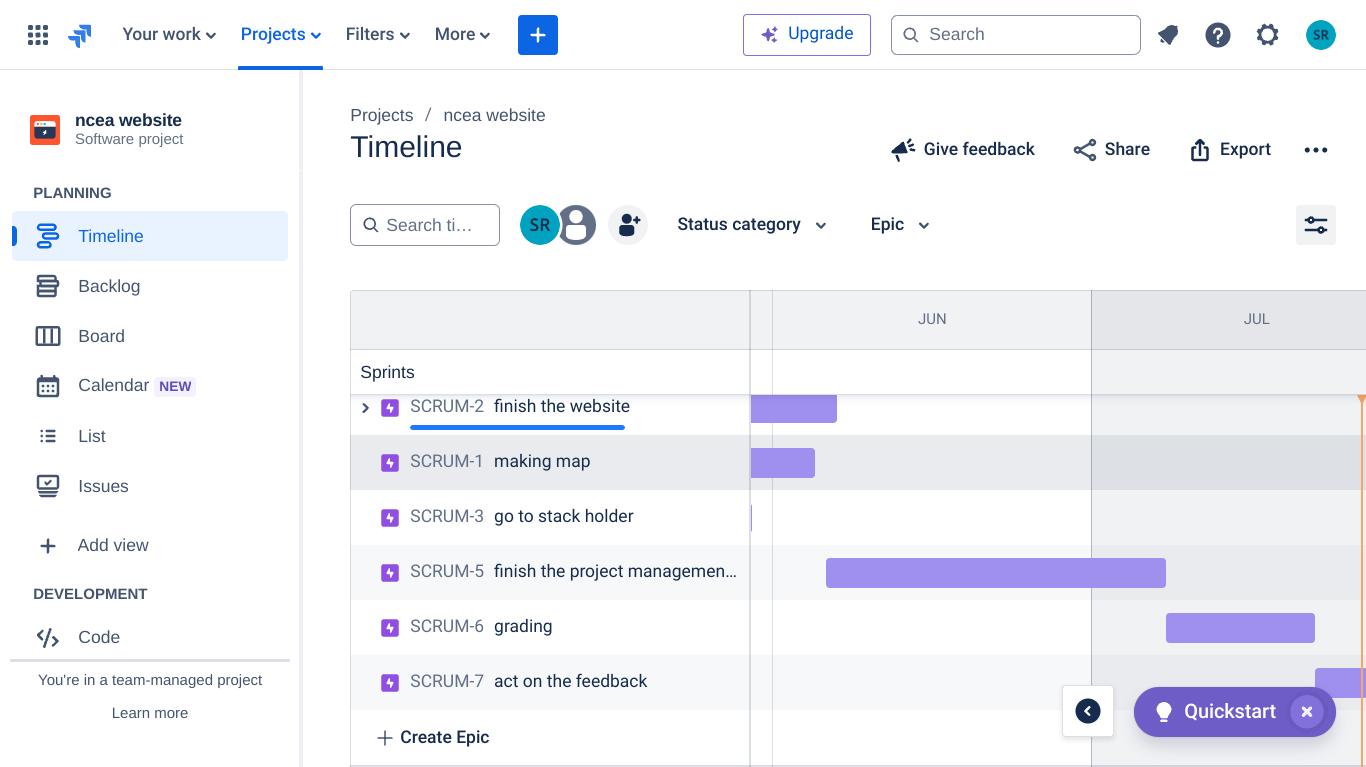 Your work Projects Filters More Upgrade Search SR
ncea website
Software project
PLANNING
Timeline
Backlog
Board
Calendar NEW
List
Issues
Add view
DEVELOPMENT
Code
You're in a team-managed project
Learn more
Projects / ncea website
Timeline
Give feedback Share Export
Search ti... SR Status category Epic
JUN JUL
Sprints
SCRUM-2 finish the website
SCRUM-1 making map
SCRUM-3 go to stack holder
SCRUM-5 finish the project managemen...
SCRUM-6 grading
SCRUM-7 act on the feedback
Create Epic
Quickstart